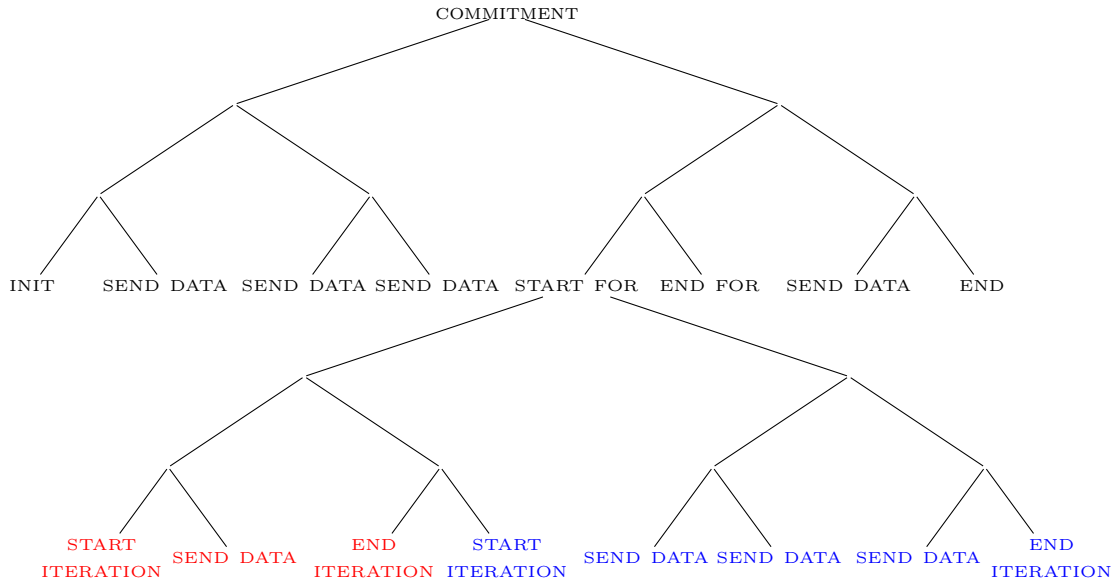 COMMITMENT
INIT
SEND DATA
SEND DATA
SEND DATA
START FOR
END FOR
SEND DATA
END
START
ITERATION
SEND DATA
END
ITERATION
START
ITERATION
SEND DATA
SEND DATA
SEND DATA
END
ITERATION